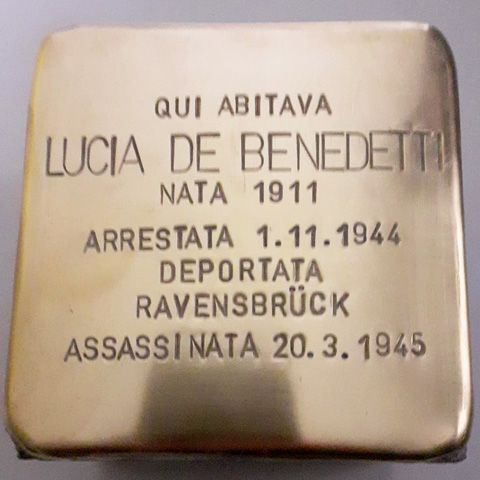 QUI ABITAVA
LUCIA DE BENEDETTI
NATA 1911
ARRESTATA 1.11.1944
DEPORTATA
RAVENSBRÜCK
ASSASSINATA 20.3.1945